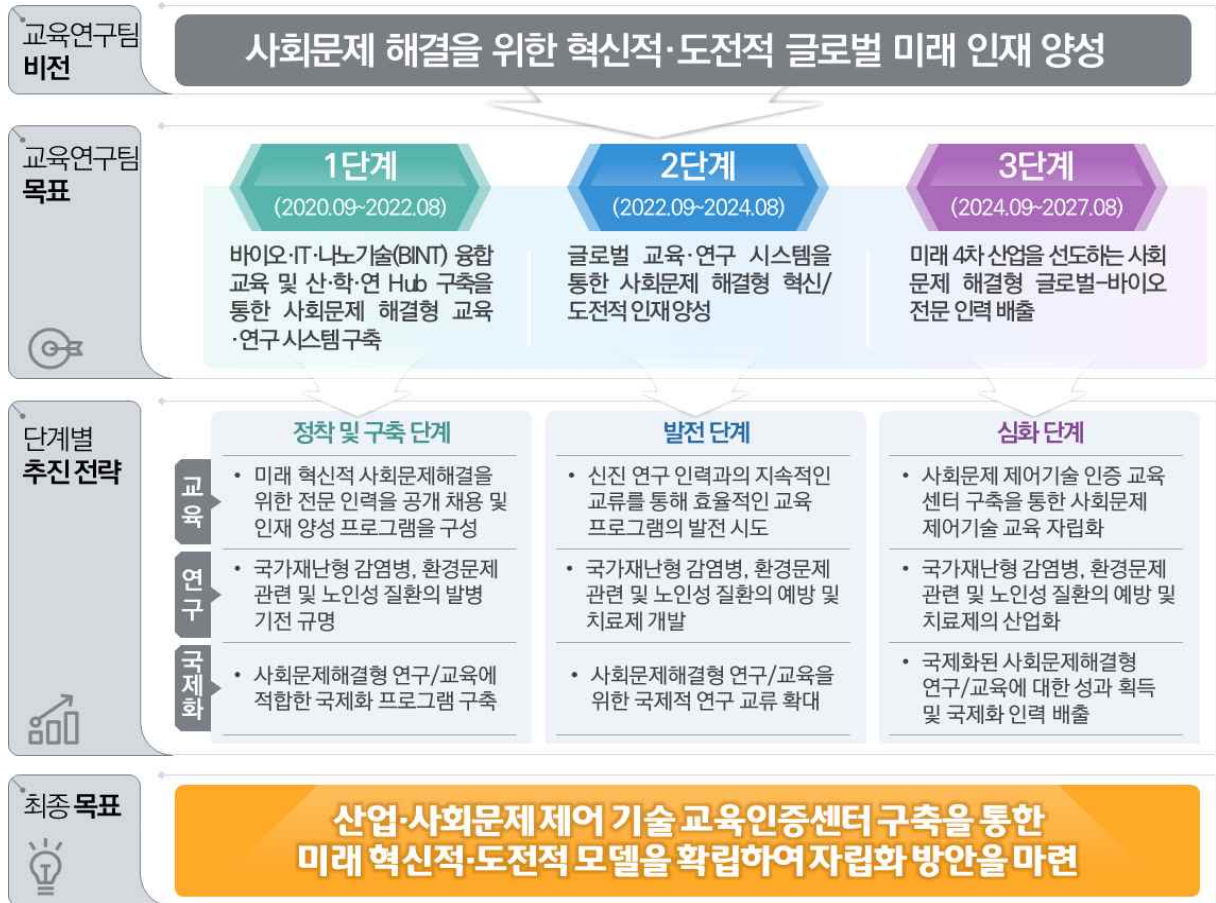 교육연구팀
비전
사회문제 해결을 위한 혁신적·도전적 글로벌 미래 인재 양성
교육연구팀
목표
1단계
(2020.09~2022.08)
바이오·IT·나노기술(BINT) 융합
교육 및 산·학·연 Hub 구축을
통한 사회문제 해결형 교육
·연구 시스템 구축
2단계
(2022.09~2024.08)
글로벌 교육·연구 시스템을
통한 사회문제 해결형 혁신/
도전적 인재 양성
3단계
(2024.09~2027.08)
미래 4차 산업을 선도하는 사회
문제 해결형 글로벌-바이오
전문 인력 배출
단계별
추진 전략
정착 및 구축 단계
발전 단계
심화 단계
교육
• 미래 혁신적 사회문제해결을
위한 전문 인력을 공개 채용 및
인재 양성 프로그램을 구성
• 신진 연구 인력과의 지속적인
교류를 통해 효율적인 교육
프로그램의 발전 시도
• 사회문제 제어기술 인증 교육
센터 구축을 통한 사회문제
제어기술 교육 자립화
연구
• 국가재난형 감염병, 환경문제
관련 및 노인성 질환의 발병
기전 규명
• 국가재난형 감염병, 환경문제
관련 및 노인성 질환의 예방 및
치료제 개발
• 국가재난형 감염병, 환경문제
관련 및 노인성 질환의 예방 및
치료제의 산업화
국제화
• 사회문제해결형 연구/교육에
적합한 국제화 프로그램 구축
• 사회문제해결형 연구/교육을
위한 국제적 연구 교류 확대
• 국제화된 사회문제해결형
연구/교육에 대한 성과 획득
및 국제화 인력 배출
최종 목표
산업·사회문제 제어 기술 교육인증센터 구축을 통한
미래 혁신적·도전적 모델을 확립하여 자립화 방안을 마련